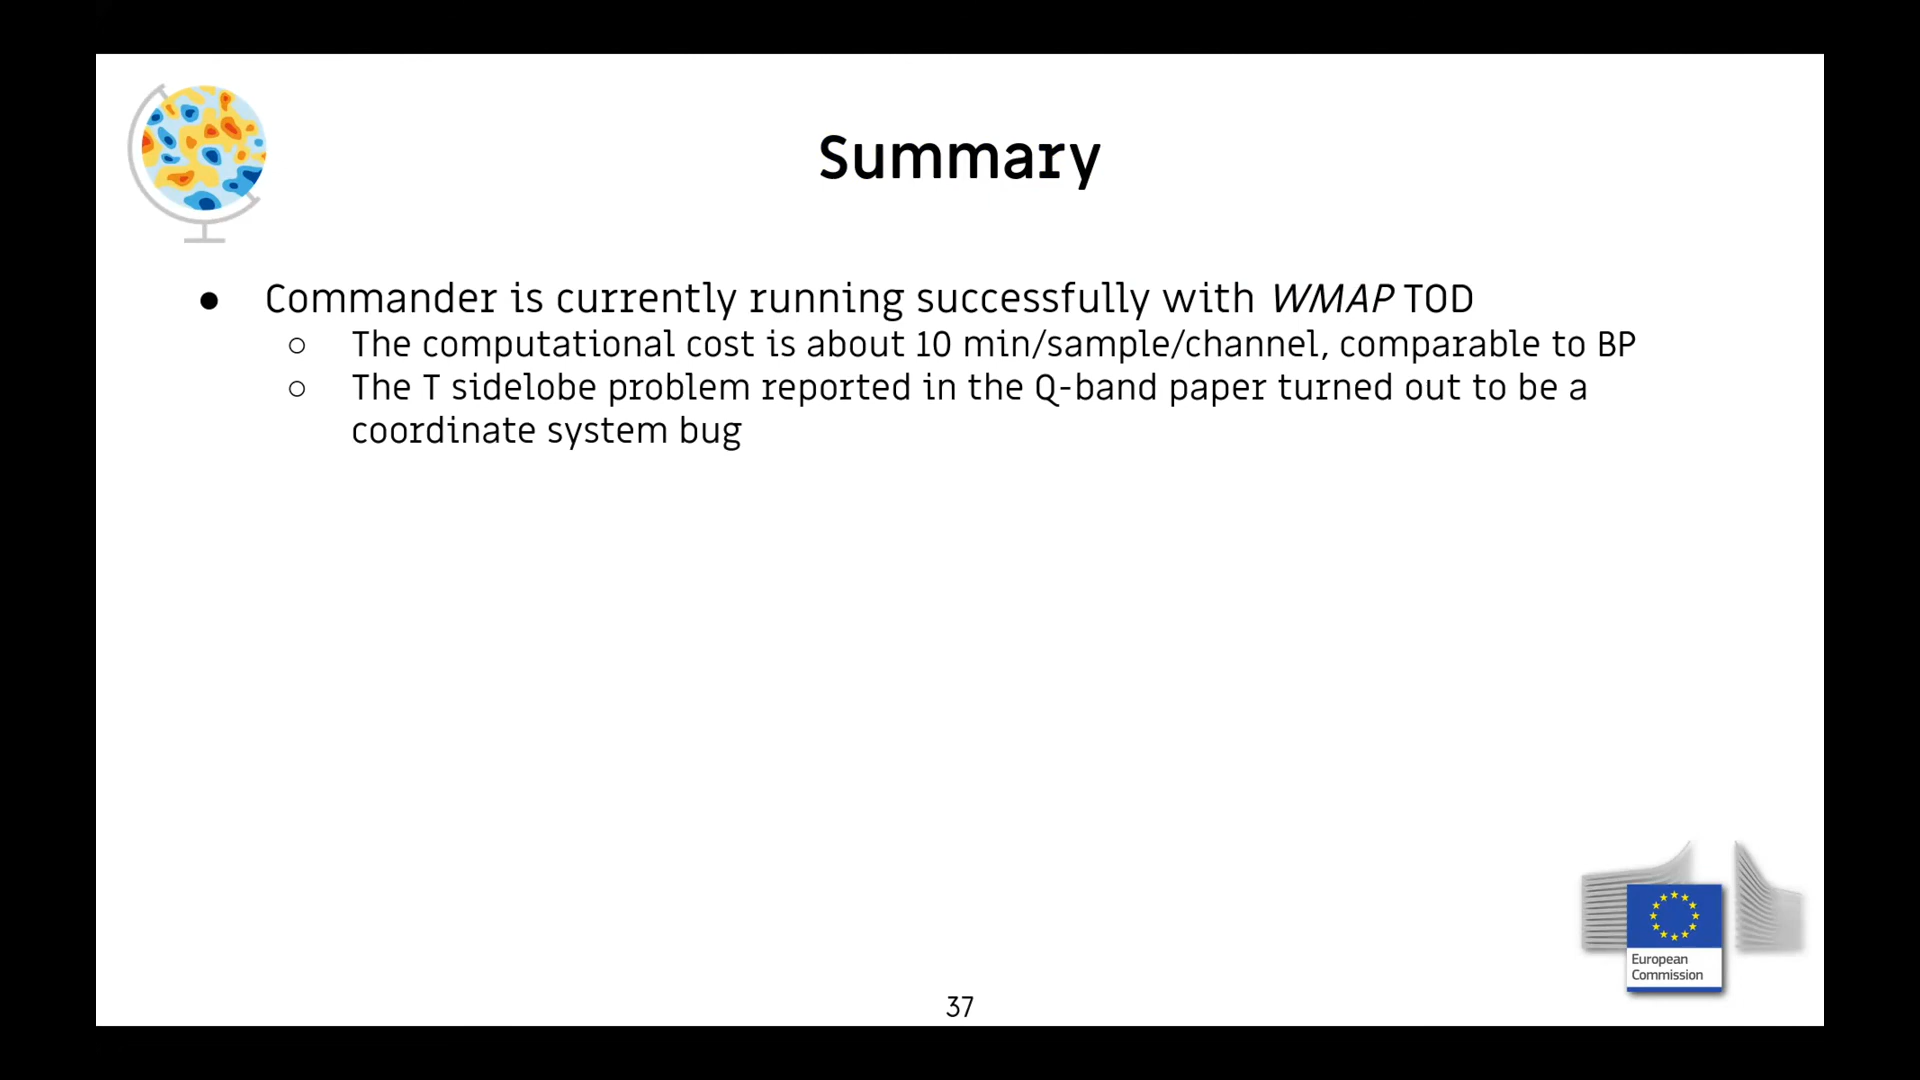 Summary
● Commander is currently running successfully with WMAP TOD
○ The computational cost is about 10 min/sample/channel, comparable to BP
○ The T sidelobe problem reported in the Q-band paper turned out to be a
coordinate system bug
European
Commission
37